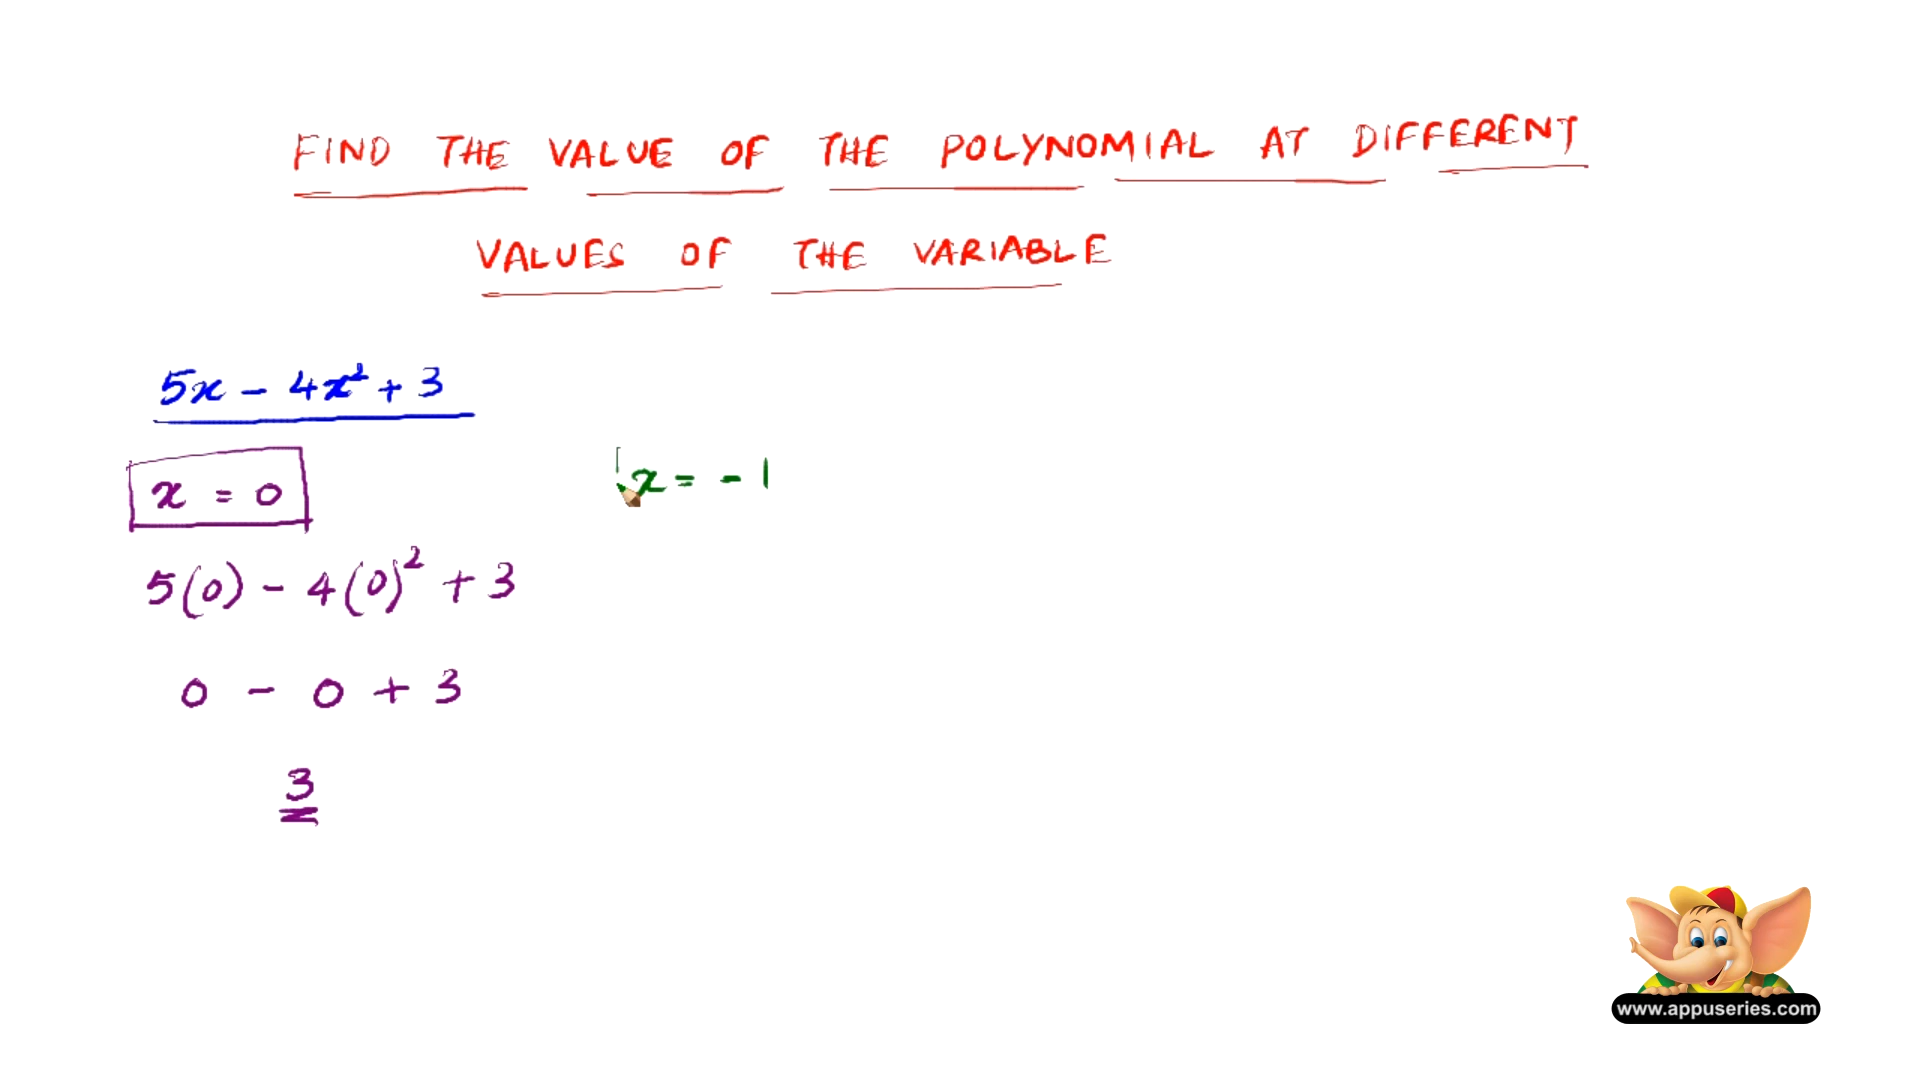 FIND THE VALUE OF THE POLYNOMIAL AT DIFFERENT
VALUES OF THE VARIABLE
5x - 4x² + 3
x = 0
x = - 1
5(0) - 4(0)² + 3
0 - 0 + 3
3
www.appuseries.com